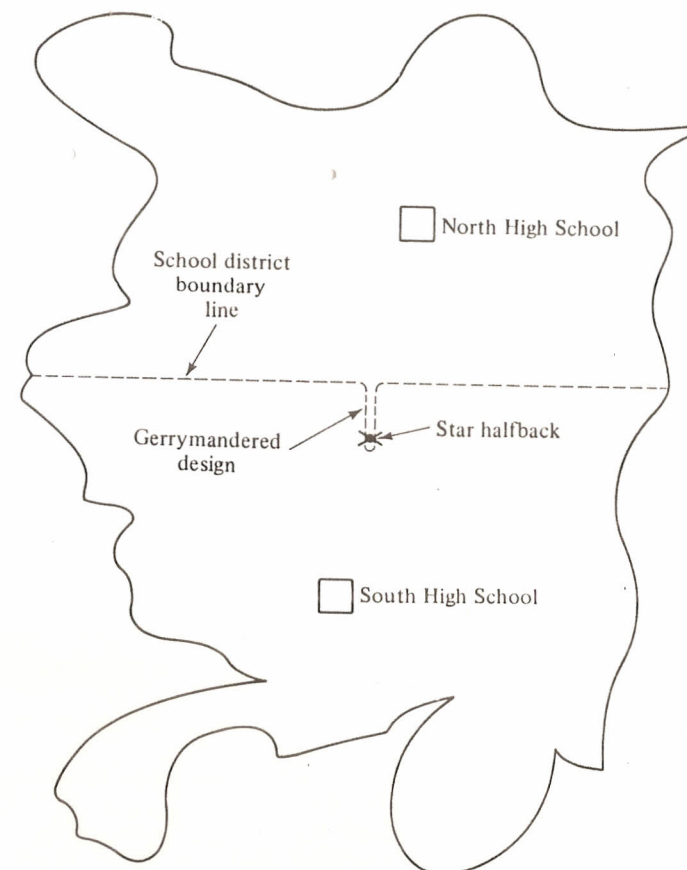 North High School
School district
boundary
line
Gerrymandered
design
Star halfback
South High School